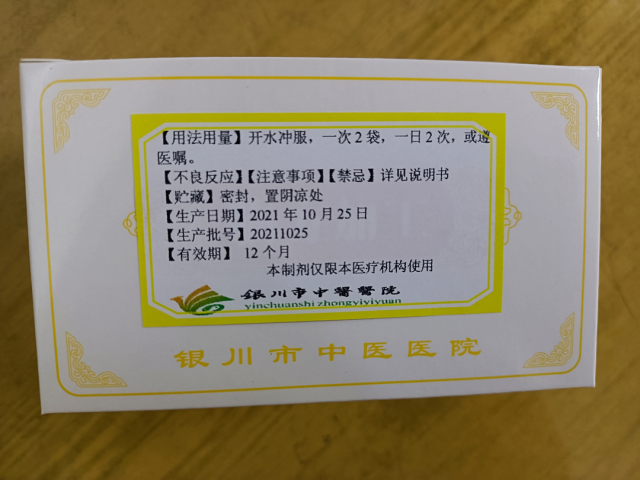 【用法用量】开水冲服，一次2袋，一日2次，或遵
医嘱。
【不良反应】【注意事项】【禁忌】详见说明书
【贮藏】密封，置阴凉处
【生产日期】2021年10月25日
【生产批号】20211025
【有效期】 12个月
本制剂仅限本医疗机构使用
银川市中醫醫院
yinchuanshi zhongyiyiyuan
银川市中医医院